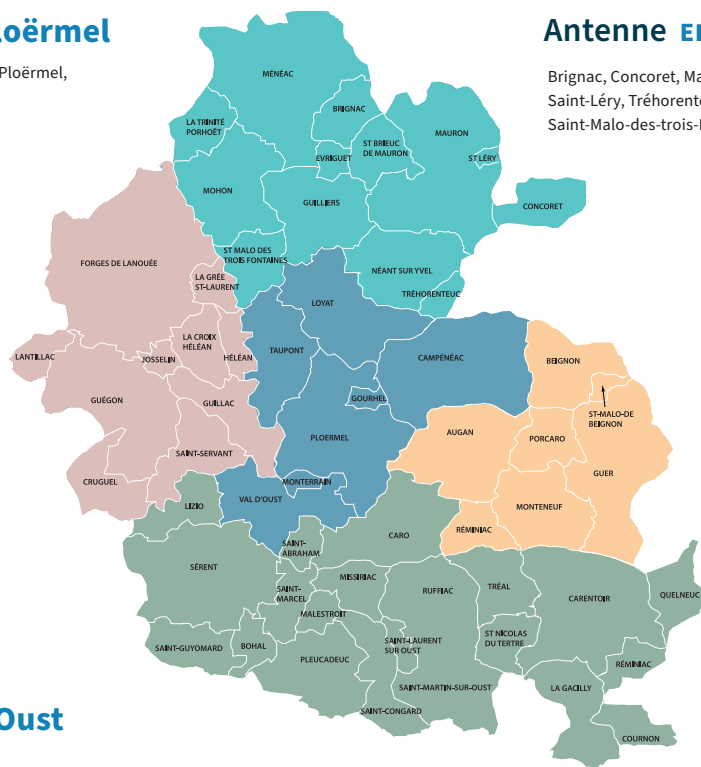 loërmel
Ploërmel,
Antenne
Brignac, Concoret, Ma
Saint-Léry, Tréhorente
Saint-Malo-des-trois-
MÉNÉAC
BRIGNAC
LA TRINITÉ
PORHOËT
MAURON
ST BRIEUC
DE MAURON
EVRIGUET
ST LÉRY
MOHON
GUILLIERS
CONCORET
ST MALO DES
TROIS FONTAINES
FORGES DE LANOUÉE
NÉANT SUR YVEL
LA GRÉE
ST-LAURENT
TRÉHORENTEUC
LOYAT
LA CROIX
HÉLÉAN
TAUPONT
CAMPÉNÉAC
LANTILLAC
JOSSELIN
HÉLÉAN
BEIGNON
GUÉGON
GOURHEL
GUILLAC
ST-MALO-DE
BEIGNON
AUGAN
PORCARO
PLOERMEL
SAINT-SERVANT
GUER
CRUGUEL
MONTERRAIN
VAL D'OUST
LIZIO
MONTENEUF
RÉMINIAC
CARO
SAINT-
ABRAHAM
SÉRENT
MISSIRIAC
SAINT-
MARCEL
RUFFIAC
TRÉAL
CARENTOIR
QUELNEUC
MALESTROIT
ST NICOLAS
DU TERTRE
SAINT-GUYOMARD
BOHAL
SAINT-LAURENT
SUR OUST
PLEUCADEUC
RÉMINIAC
SAINT-MARTIN-SUR-OUST
LA GACILLY
SAINT-CONGARD
Oust
COURNON